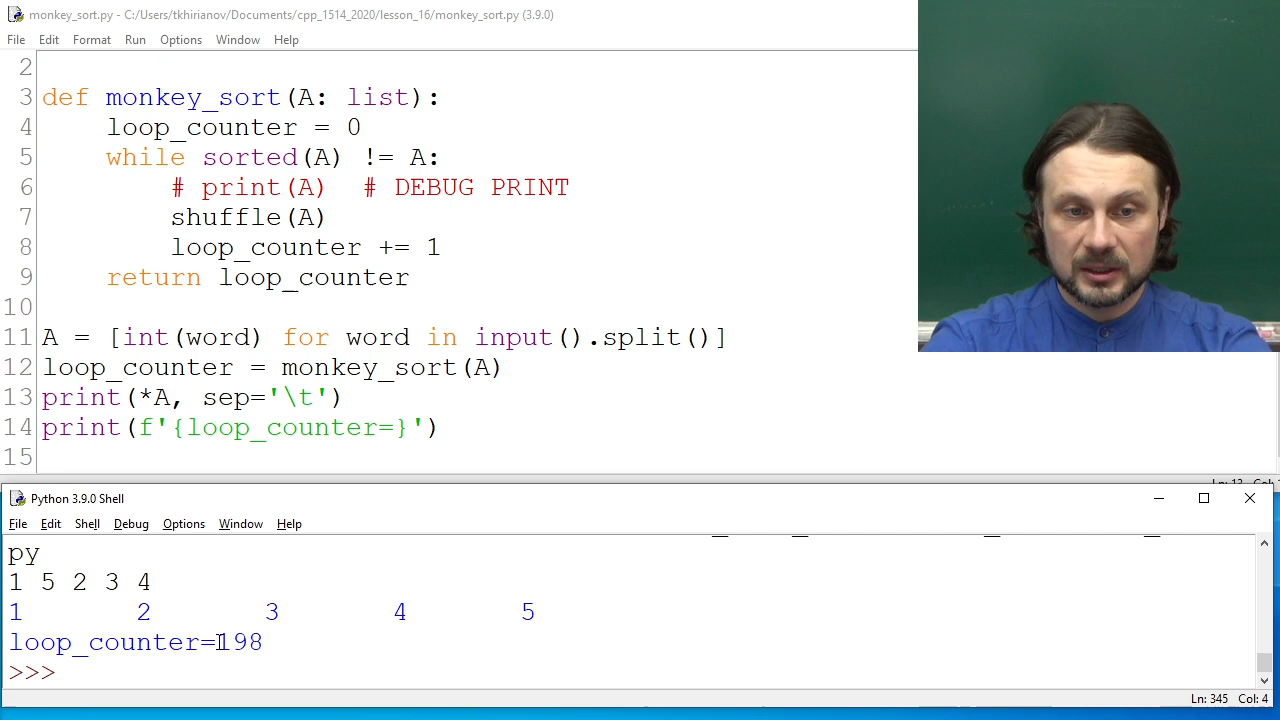 monkey_sort.py - C:/Users/tkhirianov/Documents/cpp_1514_2020/lesson_16/monkey_sort.py (3.9.0)
File Edit Format Run Options Window Help
2
3 def monkey_sort(A: list):
4     loop_counter = 0
5     while sorted(A) != A:
6         # print(A)  # DEBUG PRINT
7         shuffle(A)
8         loop_counter += 1
9     return loop_counter
10
11 A = [int(word) for word in input().split()]
12 loop_counter = monkey_sort(A)
13 print(*A, sep='\t')
14 print(f'{loop_counter=}')
15
Python 3.9.0 Shell
File Edit Shell Debug Options Window Help
py
1 5 2 3 4
1 2 3 4 5
loop_counter=198
>>>
Ln: 345 Col: 4